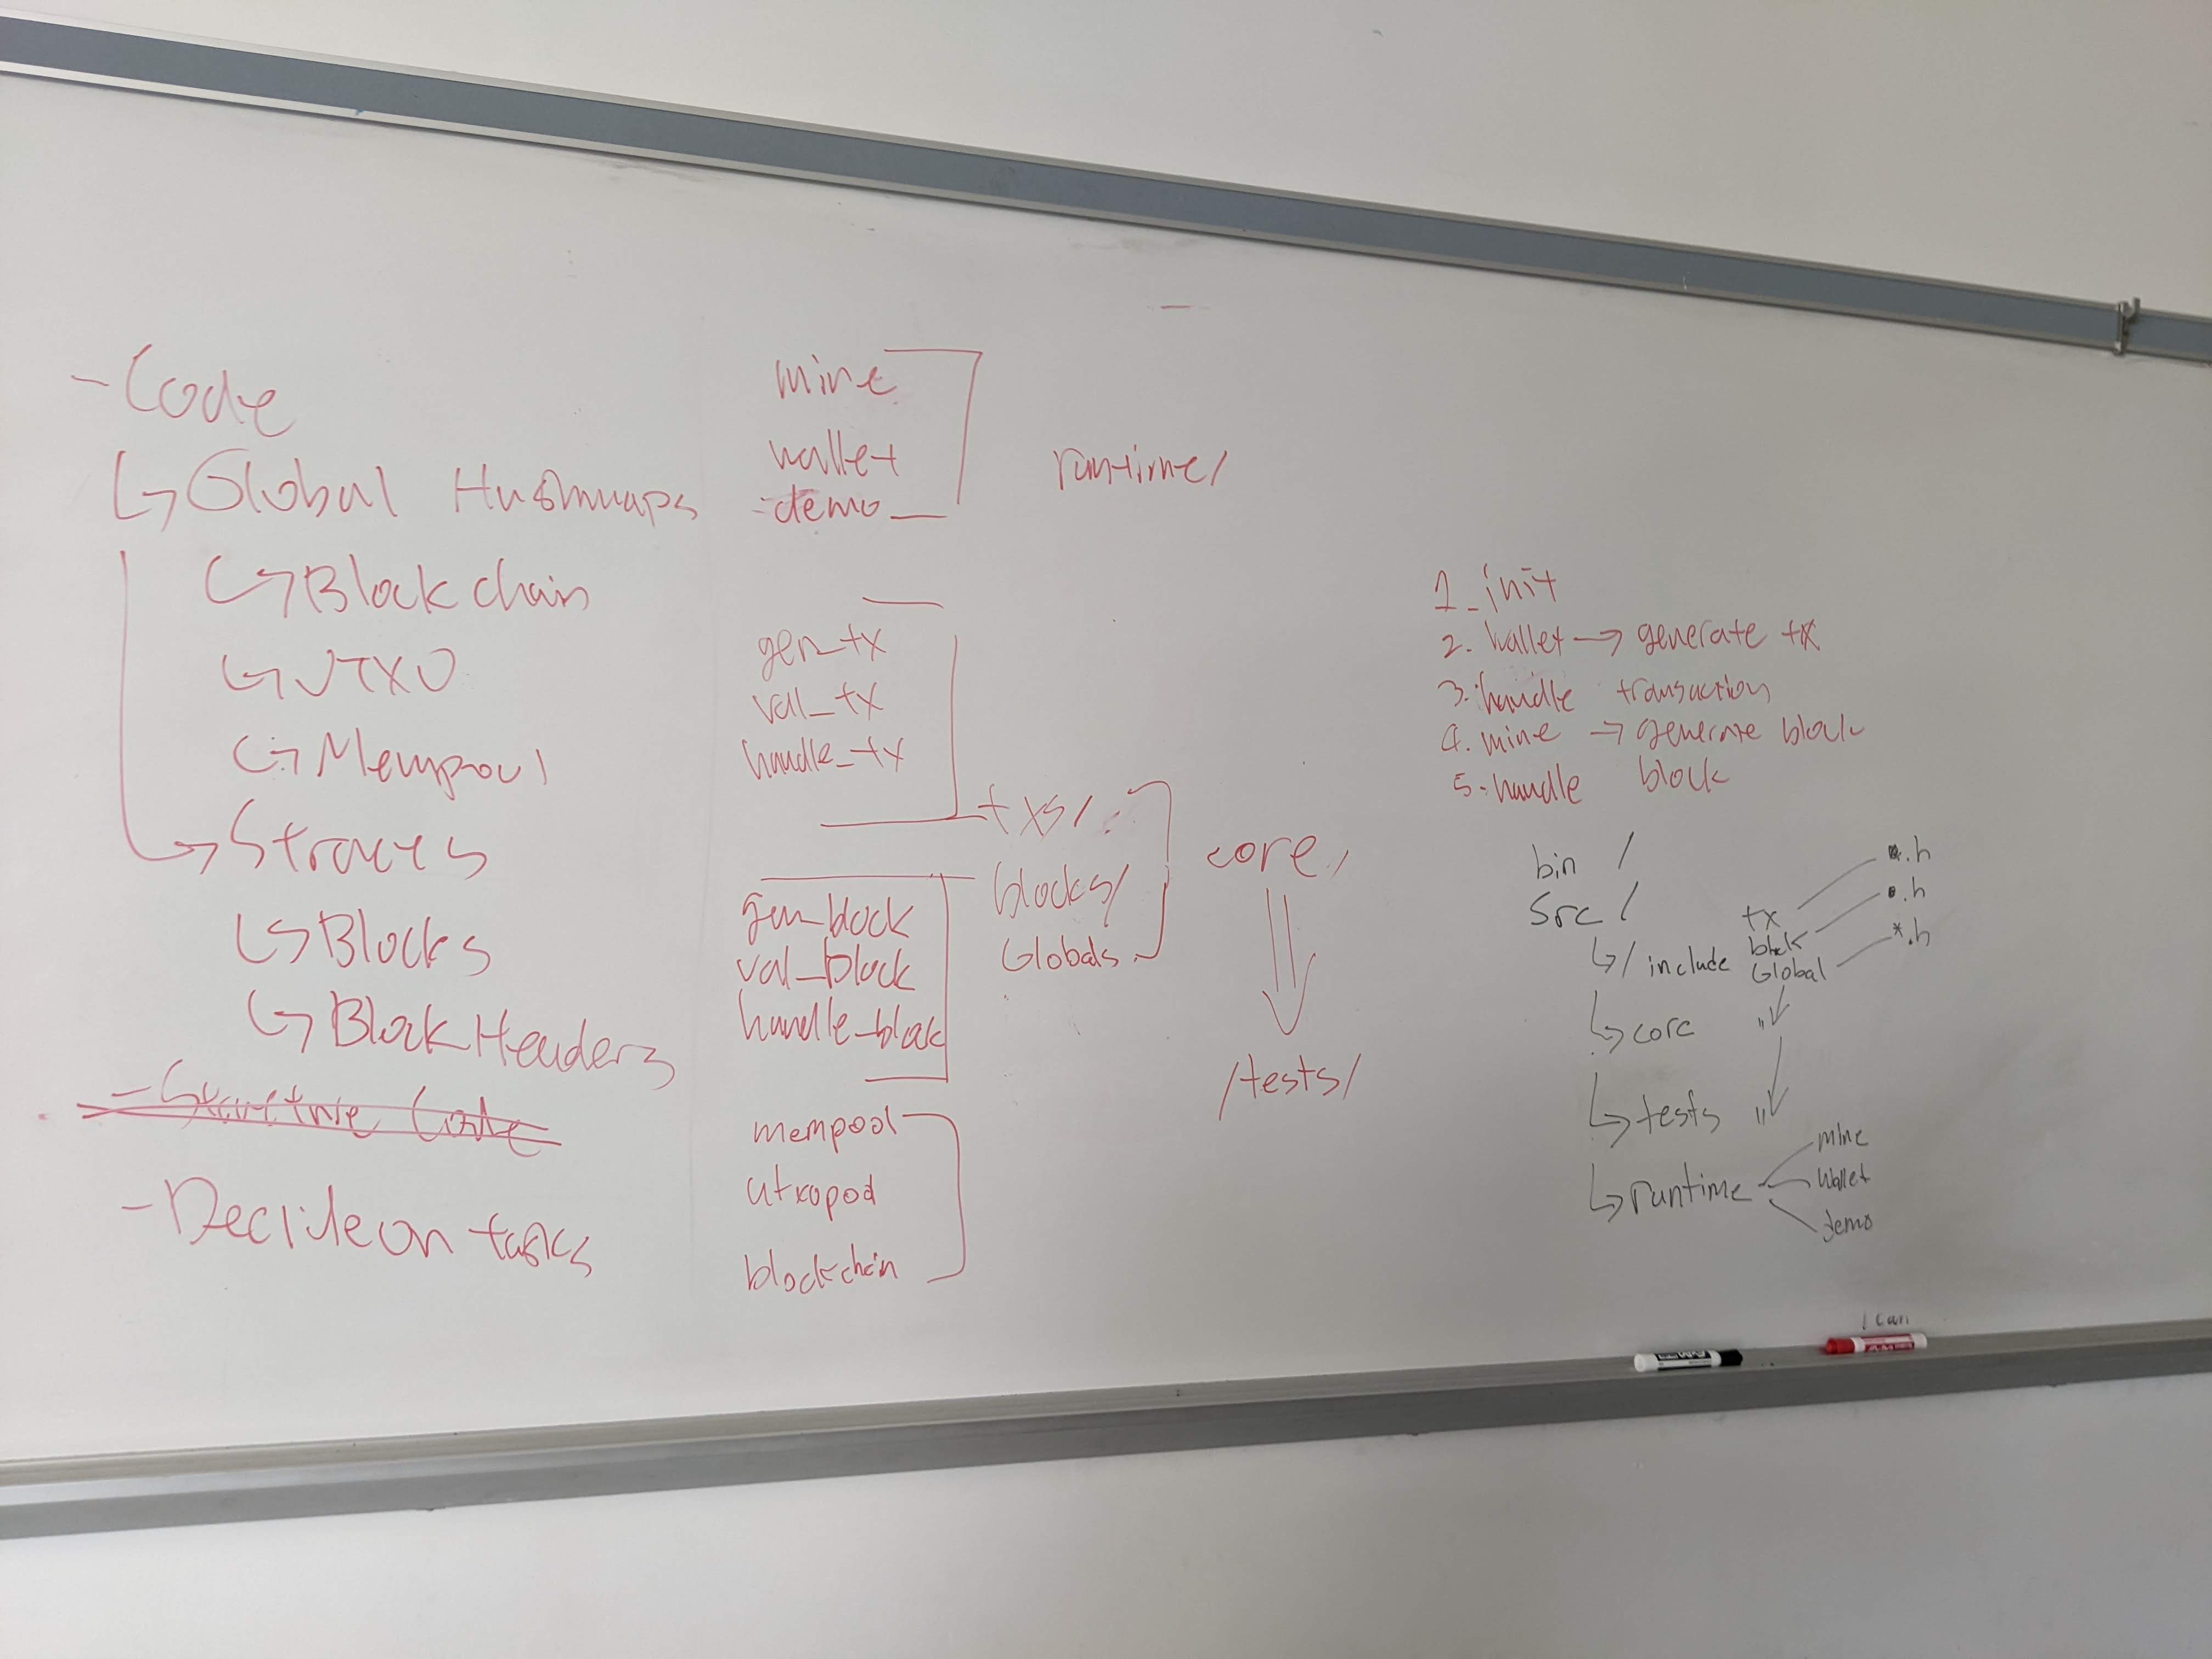 - Code
↳ Global Hashmaps
↳ Blockchain
↳ UTXO
↳ Mempool
↳ Structs
↳ Blocks
↳ BlockHeaders
- Structure Code
- Decide on tasks
mine
wallet
demo
runtime/
gen_tx
val_tx
handle_tx
txs/
gen_block
val_block
handle_block
blocks/
Globals
core/
/tests/
mempool
utxopool
blockchain
1. init
2. wallet → generate tx
3. handle transaction
4. mine → generate block
5. handle block
bin /
src /
↳ / include
tx
block
Global
.h
.h
*.h
↳ core "
↳ tests "
↳ runtime
mine
wallet
demo
I can